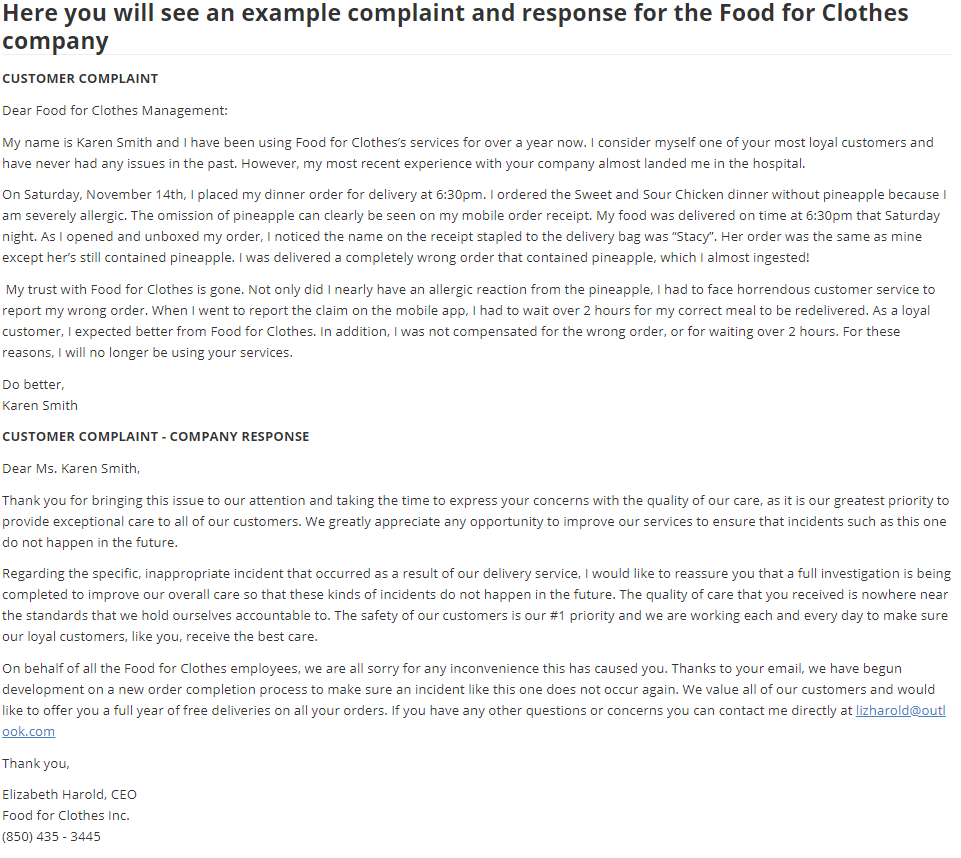 Here you will see an example complaint and response for the Food for Clothes
company
CUSTOMER COMPLAINT
Dear Food for Clothes Management:
My name is Karen Smith and I have been using Food for Clothes's services for over a year now. I consider myself one of your most loyal customers and
have never had any issues in the past. However, my most recent experience with your company almost landed me in the hospital.
On Saturday, November 14th, I placed my dinner order for delivery at 6:30pm. I ordered the Sweet and Sour Chicken dinner without pineapple because I
am severely allergic. The omission of pineapple can clearly be seen on my mobile order receipt. My food was delivered on time at 6:30pm that Saturday
night. As I opened and unboxed my order, I noticed the name on the receipt stapled to the delivery bag was “Stacy”. Her order was the same as mine
except her’s still contained pineapple. I was delivered a completely wrong order that contained pineapple, which I almost ingested!
My trust with Food for Clothes is gone. Not only did I nearly have an allergic reaction from the pineapple, I had to face horrendous customer service to
report my wrong order. When I went to report the claim on the mobile app, I had to wait over 2 hours for my correct meal to be redelivered. As a loyal
customer, I expected better from Food for Clothes. In addition, I was not compensated for the wrong order, or for waiting over 2 hours. For these
reasons, I will no longer be using your services.
Do better,
Karen Smith
CUSTOMER COMPLAINT - COMPANY RESPONSE
Dear Ms. Karen Smith,
Thank you for bringing this issue to our attention and taking the time to express your concerns with the quality of our care, as it is our greatest priority to
provide exceptional care to all of our customers. We greatly appreciate any opportunity to improve our services to ensure that incidents such as this one
do not happen in the future.
Regarding the specific, inappropriate incident that occurred as a result of our delivery service, I would like to reassure you that a full investigation is being
completed to improve our overall care so that these kinds of incidents do not happen in the future. The quality of care that you received is nowhere near
the standards that we hold ourselves accountable to. The safety of our customers is our #1 priority and we are working each and every day to make sure
our loyal customers, like you, receive the best care.
On behalf of all the Food for Clothes employees, we are all sorry for any inconvenience this has caused you. Thanks to your email, we have begun
development on a new order completion process to make sure an incident like this one does not occur again. We value all of our customers and would
like to offer you a full year of free deliveries on all your orders. If you have any other questions or concerns you can contact me directly at lizharold@outl
ook.com
Thank you,
Elizabeth Harold, CEO
Food for Clothes Inc.
(850) 435 - 3445